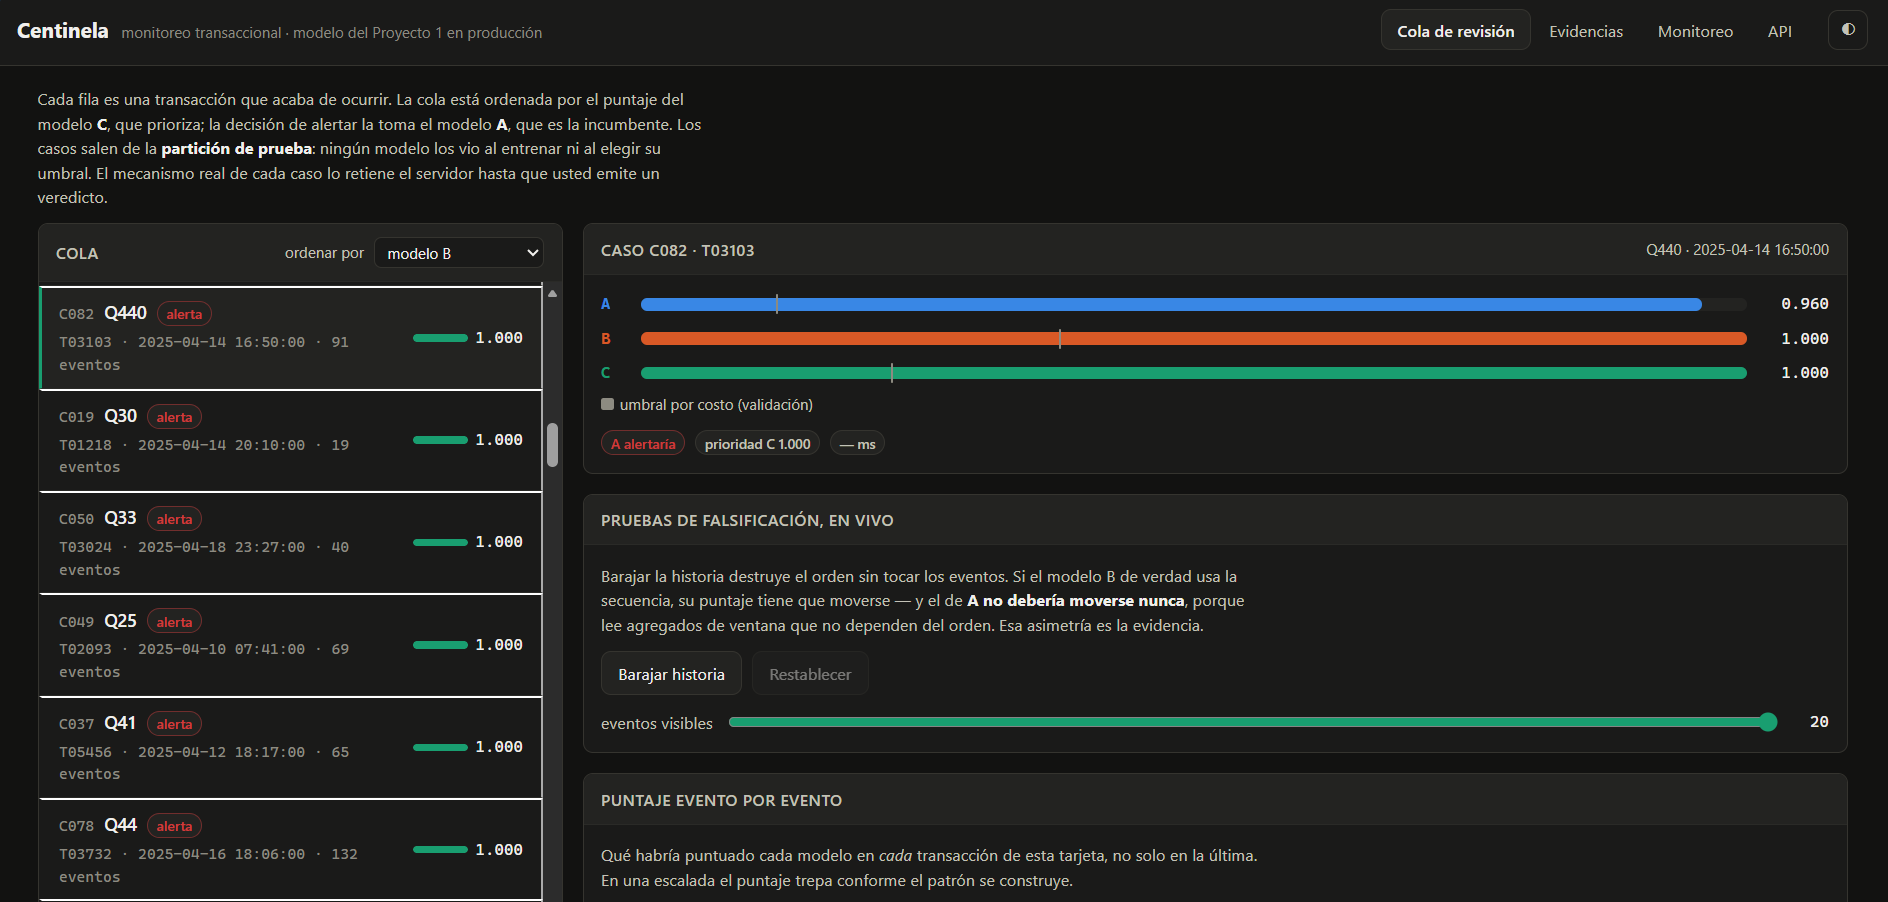 Centinela monitoreo transaccional · modelo del Proyecto 1 en producción
Cola de revisión Evidencias Monitoreo API
Cada fila es una transacción que acaba de ocurrir. La cola está ordenada por el puntaje del
modelo C, que prioriza; la decisión de alertar la toma el modelo A, que es la incumbente. Los
casos salen de la partición de prueba: ningún modelo los vio al entrenar ni al elegir su
umbral. El mecanismo real de cada caso lo retiene el servidor hasta que usted emite un
veredicto.
COLA ordenar por modelo B
C082 Q440 alerta
T03103 · 2025-04-14 16:50:00 · 91
eventos
1.000
C019 Q30 alerta
T01218 · 2025-04-14 20:10:00 · 19
eventos
1.000
C050 Q33 alerta
T03024 · 2025-04-18 23:27:00 · 40
eventos
1.000
C049 Q25 alerta
T02093 · 2025-04-10 07:41:00 · 69
eventos
1.000
C037 Q41 alerta
T05456 · 2025-04-12 18:17:00 · 65
eventos
1.000
C078 Q44 alerta
T03732 · 2025-04-16 18:06:00 · 132
eventos
1.000
CASO C082 · T03103 Q440 · 2025-04-14 16:50:00
A 0.960
B 1.000
C 1.000
umbral por costo (validación)
A alertaría prioridad C 1.000 — ms
PRUEBAS DE FALSIFICACIÓN, EN VIVO
Barajar la historia destruye el orden sin tocar los eventos. Si el modelo B de verdad usa la
secuencia, su puntaje tiene que moverse — y el de A no debería moverse nunca, porque
lee agregados de ventana que no dependen del orden. Esa asimetría es la evidencia.
Barajar historia Restablecer
eventos visibles 20
PUNTAJE EVENTO POR EVENTO
Qué habría puntuado cada modelo en cada transacción de esta tarjeta, no solo en la última.
En una escalada el puntaje trepa conforme el patrón se construye.